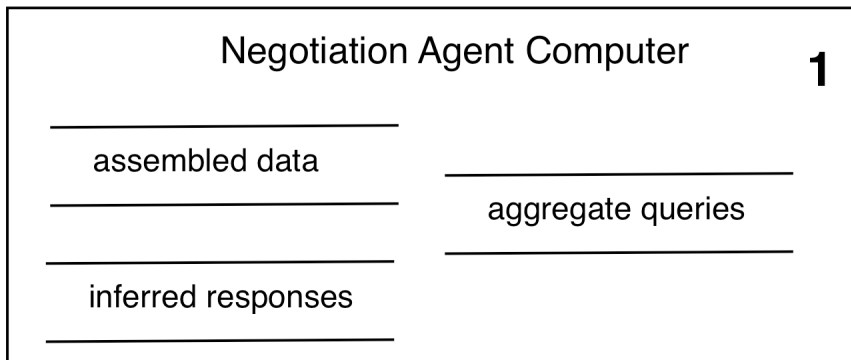 Negotiation Agent Computer
1
assembled data
aggregate queries
inferred responses